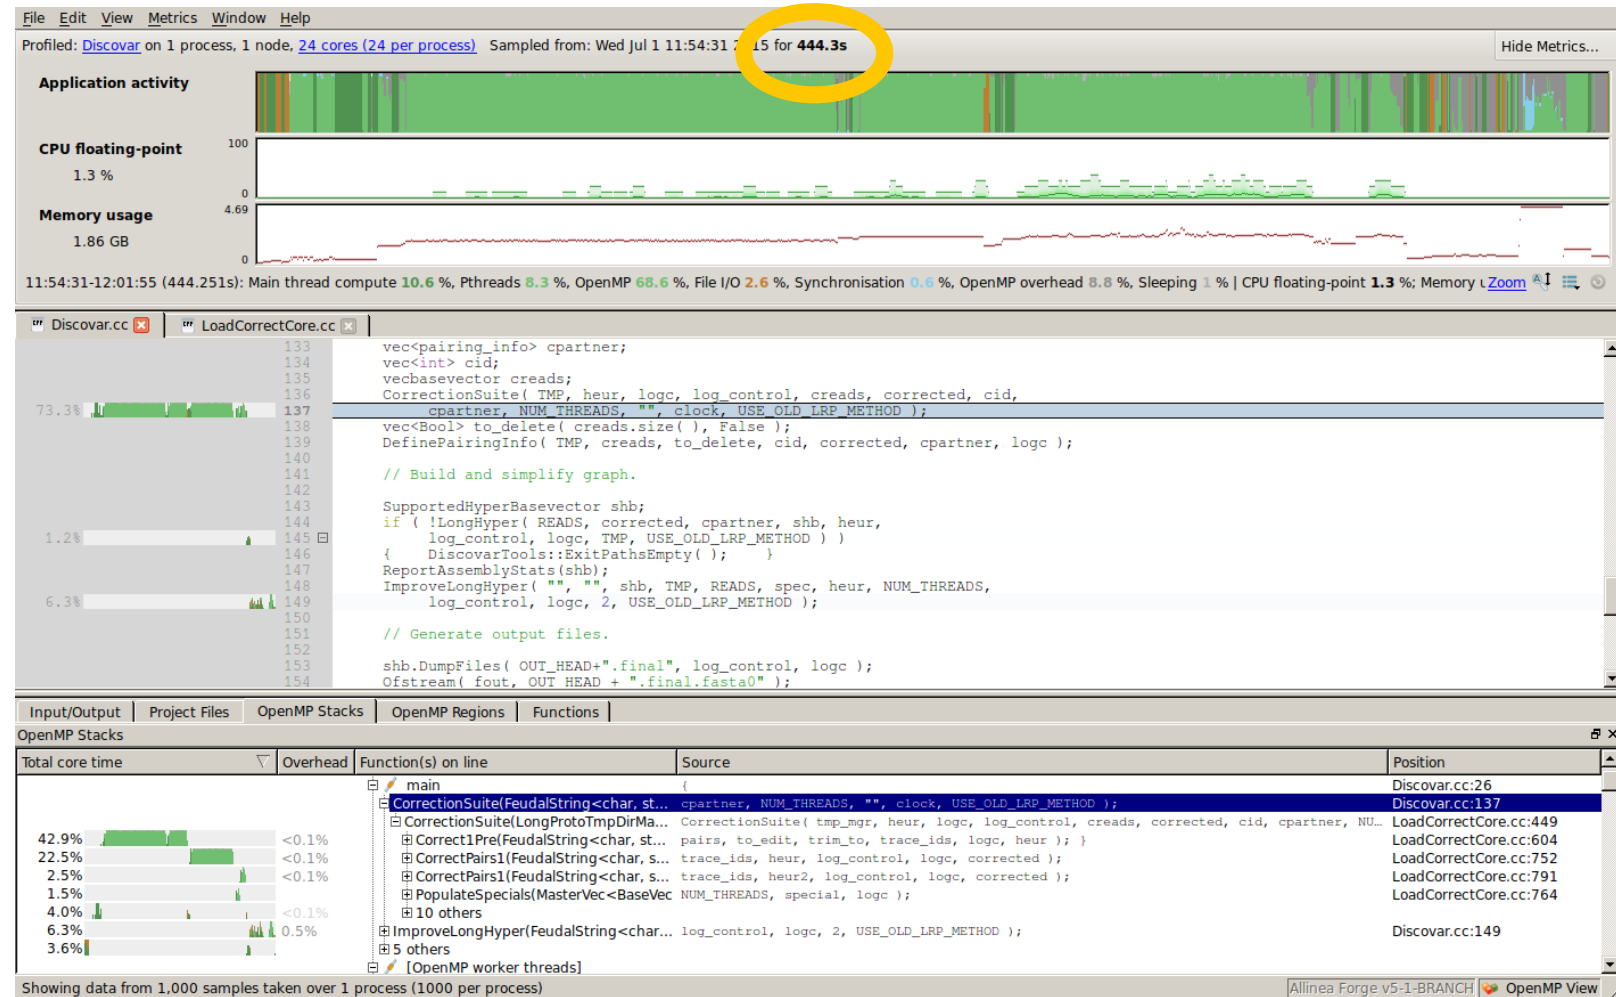 File Edit View Metrics Window Help
Profiled: Discovar on 1 process, 1 node, 24 cores (24 per process) Sampled from: Wed Jul 1 11:54:31 2015 for 444.3s Hide Metrics...
Application activity
CPU floating-point 100
1.3 %
0
Memory usage 4.69
1.86 GB
0
11:54:31-12:01:55 (444.251s): Main thread compute 10.6 %, Pthreads 8.3 %, OpenMP 68.6 %, File I/O 2.6 %, Synchronisation 0.6 %, OpenMP overhead 8.8 %, Sleeping 1 % | CPU floating-point 1.3 %; Memory u Zoom
Discovar.cc LoadCorrectCore.cc
133 vec<pairing_info> cpartner;
134 vec<int> cid;
135 vecbasevector creads;
136 CorrectionSuite( TMP, heur, logc, log_control, creads, corrected, cid,
73.3% 137 cpartner, NUM_THREADS, "", clock, USE_OLD_LRP_METHOD );
138 vec<Bool> to_delete( creads.size( ), False );
139 DefinePairingInfo( TMP, creads, to_delete, cid, corrected, cpartner, logc );
140
141 // Build and simplify graph.
142
143 SupportedHyperBasevector shb;
144 if ( !LongHyper( READS, corrected, cpartner, shb, heur,
1.2% 145 log_control, logc, TMP, USE_OLD_LRP_METHOD ) )
146 { DiscovarTools::ExitPathsEmpty( ); }
147 ReportAssemblyStats(shb);
148 ImproveLongHyper( "", "", shb, TMP, READS, spec, heur, NUM_THREADS,
6.3% 149 log_control, logc, 2, USE_OLD_LRP_METHOD );
150
151 // Generate output files.
152
153 shb.DumpFiles( OUT_HEAD+".final", log_control, logc );
154 Ofstream( fout, OUT_HEAD + ".final.fasta0" );
Input/Output Project Files OpenMP Stacks OpenMP Regions Functions
OpenMP Stacks
Total core time Overhead Function(s) on line Source Position
main { Discovar.cc:26
CorrectionSuite(FeudalString<char, st... cpartner, NUM_THREADS, "", clock, USE_OLD_LRP_METHOD ); Discovar.cc:137
CorrectionSuite(LongProtoTmpDirMa... CorrectionSuite( tmp_mgr, heur, logc, log_control, creads, corrected, cid, cpartner, NU... LoadCorrectCore.cc:449
42.9% <0.1% Correct1Pre(FeudalString<char, st... pairs, to_edit, trim_to, trace_ids, logc, heur ); } LoadCorrectCore.cc:604
22.5% <0.1% CorrectPairs1(FeudalString<char, s... trace_ids, heur, log_control, logc, corrected ); LoadCorrectCore.cc:752
2.5% <0.1% CorrectPairs1(FeudalString<char, s... trace_ids, heur2, log_control, logc, corrected ); LoadCorrectCore.cc:791
1.5% PopulateSpecials(MasterVec<BaseVec NUM_THREADS, special, logc ); LoadCorrectCore.cc:764
4.0% <0.1% 10 others
6.3% 0.5% ImproveLongHyper(FeudalString<char... log_control, logc, 2, USE_OLD_LRP_METHOD ); Discovar.cc:149
3.6% 5 others
[OpenMP worker threads]
Showing data from 1,000 samples taken over 1 process (1000 per process) Allinea Forge v5-1-BRANCH OpenMP View